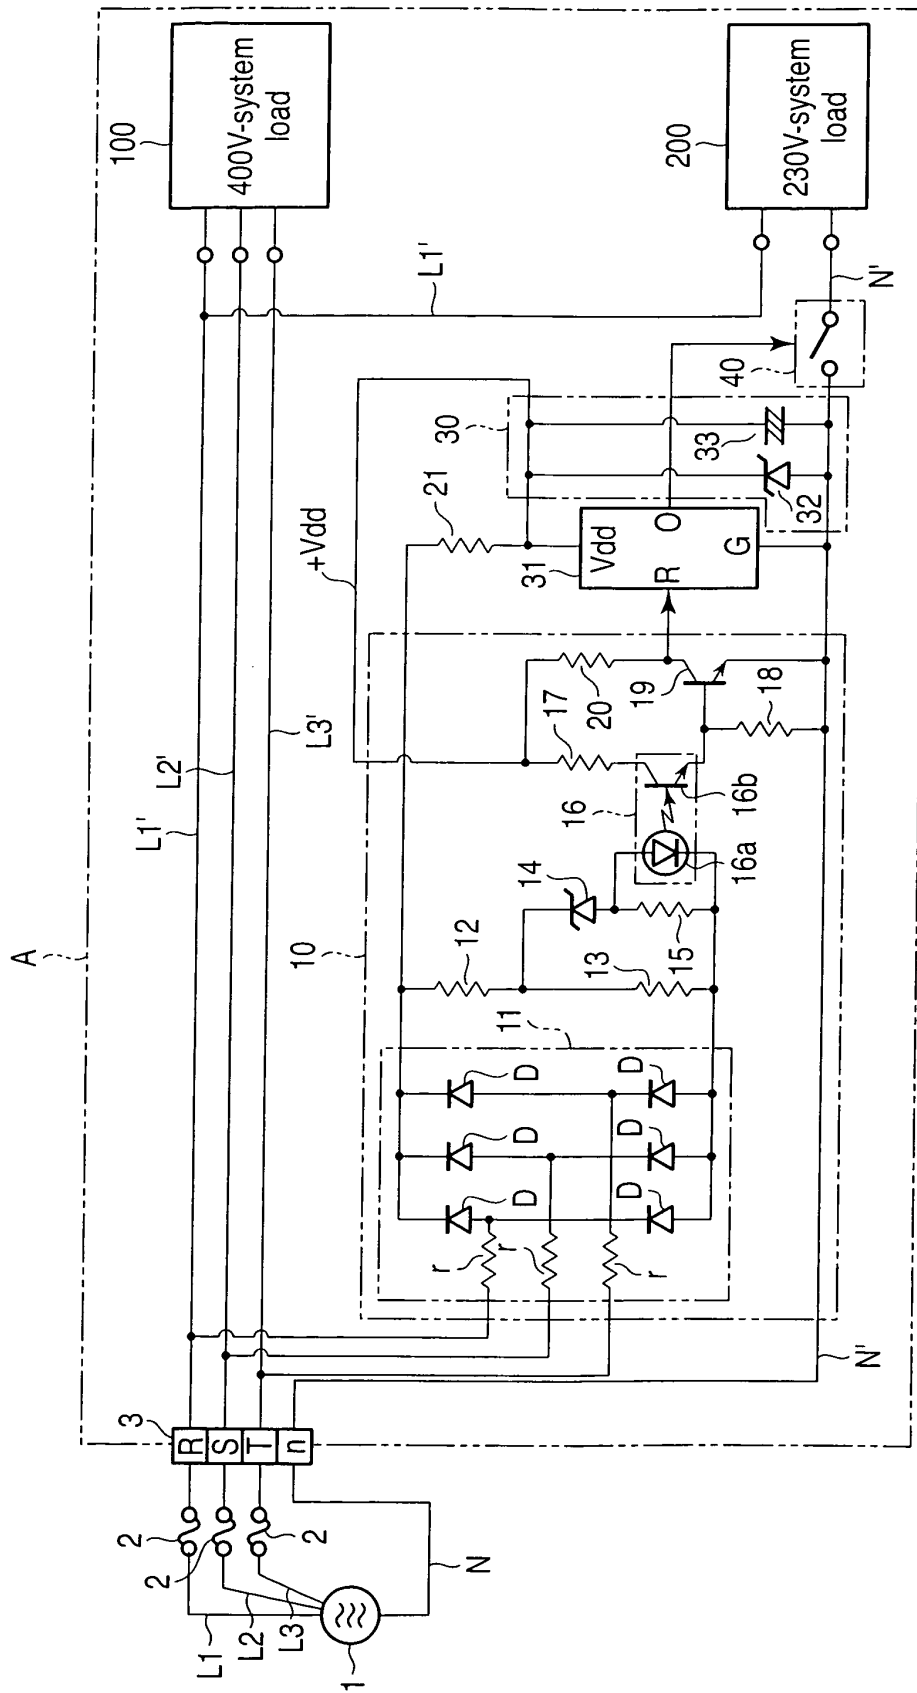 A
3
R
S
T
n
2
2
2
L1
L2
L3
1
N
L1'
L2'
L3'
N'
100
400V-system
load
200
230V-system
load
L1'
N'
+Vdd
10
11
r
r
r
D
D
D
D
D
D
12
13
14
15
16
16a
16b
17
18
19
20
21
30
31
Vdd
R
O
G
32
33
40